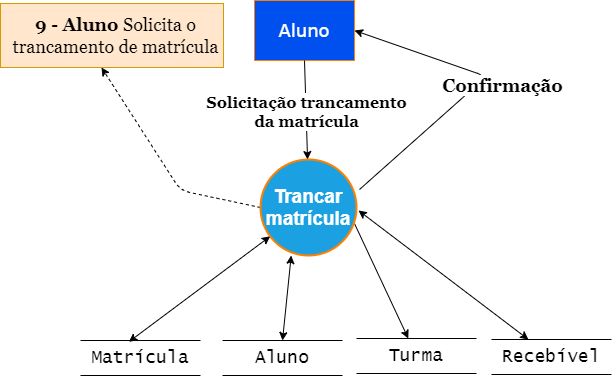 9 - Aluno Solicita o
trancamento de matrícula
Aluno
Solicitação trancamento
da matrícula
Confirmação
Trancar
matrícula
Matrícula
Aluno
Turma
Recebível